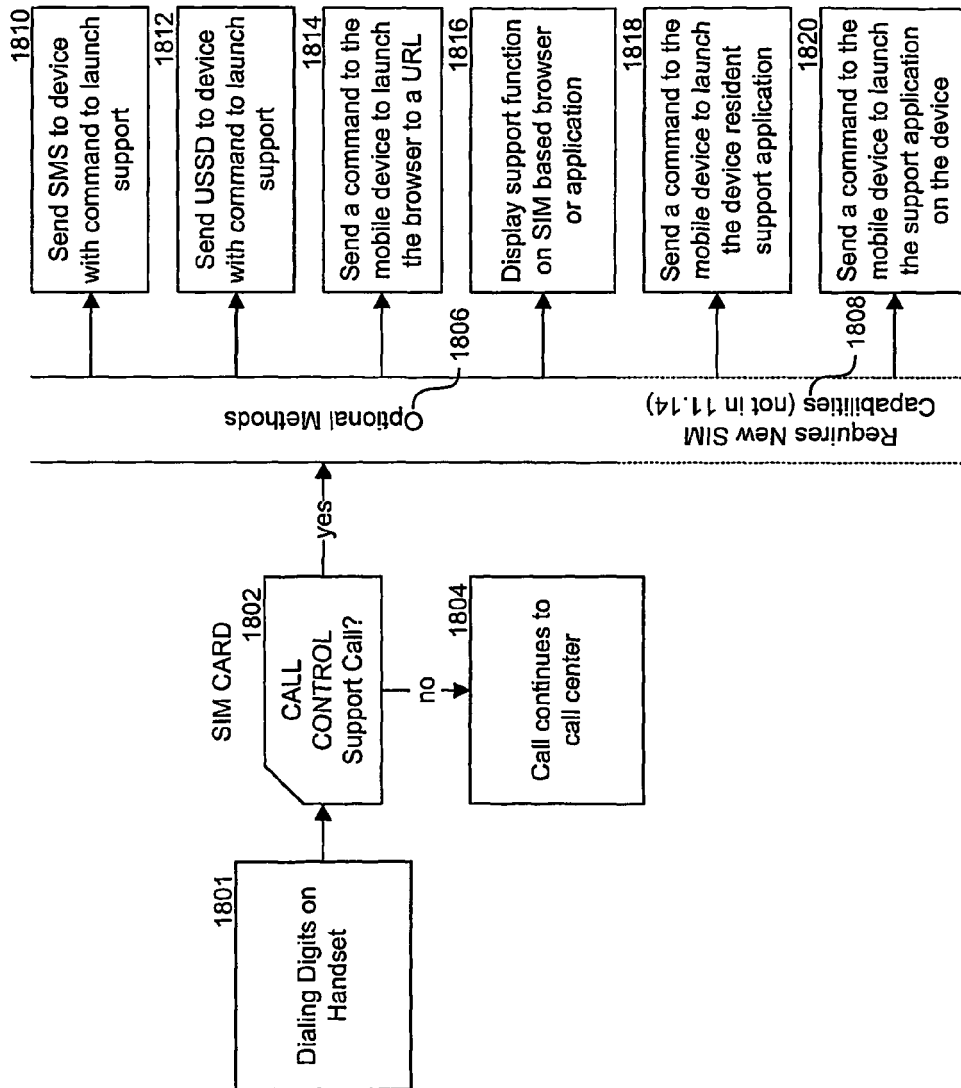 1801
Dialing Digits on
Handset
SIM CARD
1802
CALL
CONTROL
Support Call?
yes
no
1804
Call continues to
call center
Optional Methods
1806
Requires New SIM
Capabilities (not in 11.14)
1808
1810
Send SMS to device
with command to launch
support
1812
Send USSD to device
with command to launch
support
1814
Send a command to the
mobile device to launch
the browser to a URL
1816
Display support function
on SIM based browser
or application
1818
Send a command to the
mobile device to launch
the device resident
support application
1820
Send a command to the
mobile device to launch
the support application
on the device